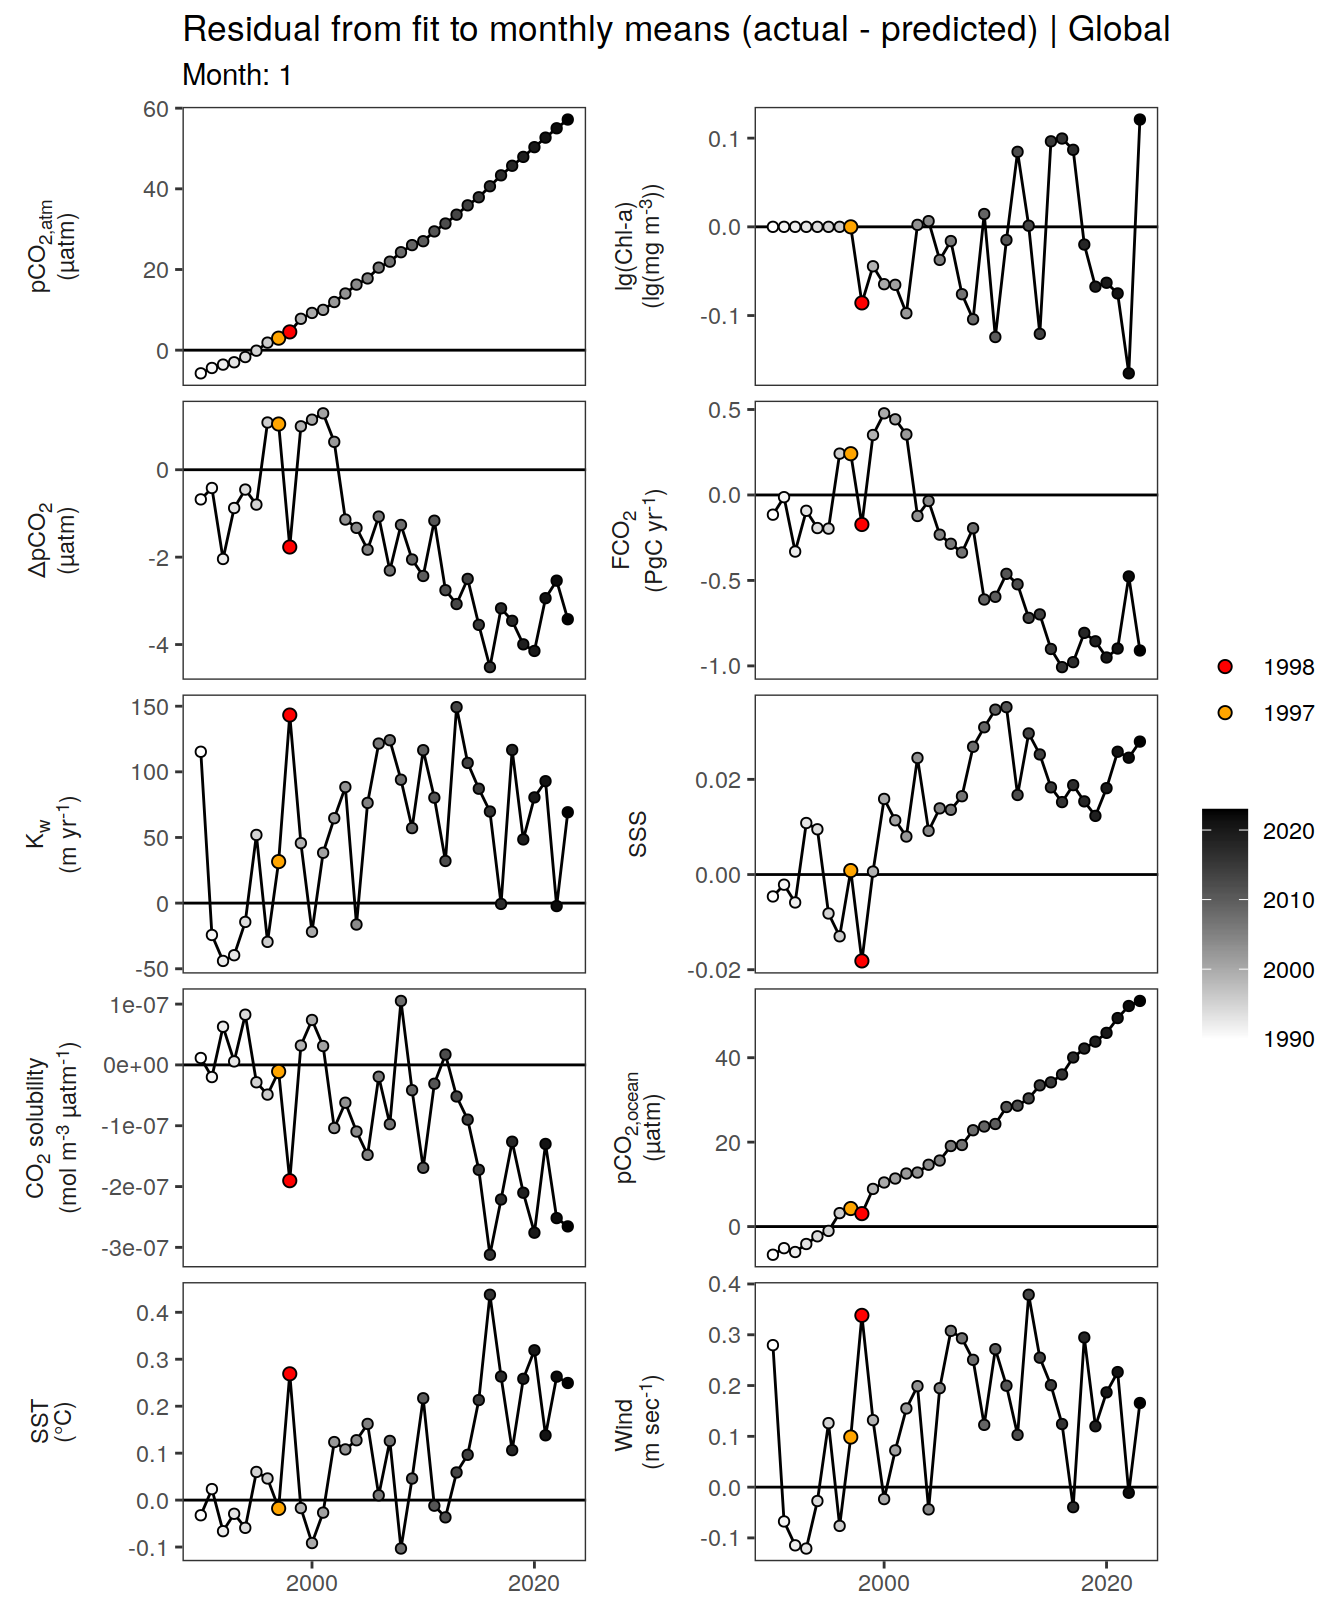 Residual from fit to monthly means (actual - predicted) | Global
Month: 1
pCO2,atm
(µatm)
60
40
20
0
lg(Chl-a)
(lg(mg m-3))
0.1
0.0
-0.1
ΔpCO2
(µatm)
0
-2
-4
FCO2
(PgC yr-1)
0.5
0.0
-0.5
-1.0
Kw
(m yr-1)
150
100
50
0
-50
SSS
0.02
0.00
-0.02
CO2 solubility
(mol m-3 µatm-1)
1e-07
0e+00
-1e-07
-2e-07
-3e-07
pCO2,ocean
(µatm)
40
20
0
SST
(°C)
0.4
0.3
0.2
0.1
0.0
-0.1
2000
2020
Wind
(m sec-1)
0.4
0.3
0.2
0.1
0.0
-0.1
2000
2020
1998
1997
2020
2010
2000
1990